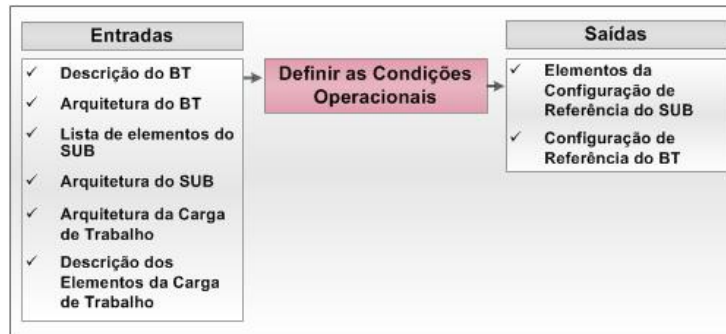 Entradas
✓ Descrição do BT
✓ Arquitetura do BT
✓ Lista de elementos do
SUB
✓ Arquitetura do SUB
✓ Arquitetura da Carga
de Trabalho
✓ Descrição dos
Elementos da Carga
de Trabalho
Definir as Condições
Operacionais
Saídas
✓ Elementos da
Configuração de
Referência do SUB
✓ Configuração de
Referência do BT